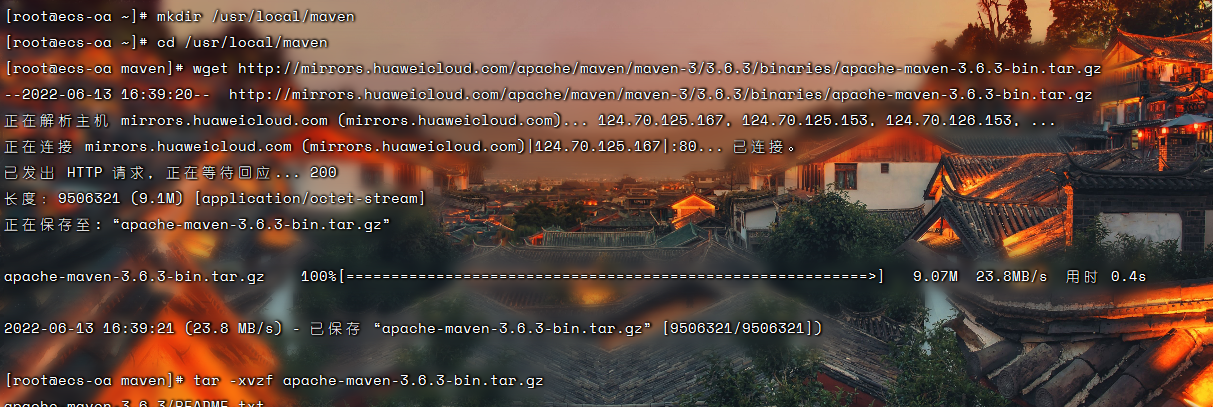 [root@ecs-oa ~]# mkdir /usr/local/maven
[root@ecs-oa ~]# cd /usr/local/maven
[root@ecs-oa maven]# wget http://mirrors.huaweicloud.com/apache/maven/maven-3/3.6.3/binaries/apache-maven-3.6.3-bin.tar.gz
--2022-06-13 16:39:20--  http://mirrors.huaweicloud.com/apache/maven/maven-3/3.6.3/binaries/apache-maven-3.6.3-bin.tar.gz
正在解析主机 mirrors.huaweicloud.com (mirrors.huaweicloud.com)... 124.70.125.167, 124.70.125.153, 124.70.126.153, ...
正在连接 mirrors.huaweicloud.com (mirrors.huaweicloud.com)|124.70.125.167|:80... 已连接。
已发出 HTTP 请求，正在等待回应... 200
长度：9506321 (9.1M) [application/octet-stream]
正在保存至: “apache-maven-3.6.3-bin.tar.gz”
apache-maven-3.6.3-bin.tar.gz    100%[==========================================================>]   9.07M  23.8MB/s  用时 0.4s
2022-06-13 16:39:21 (23.8 MB/s) - 已保存 “apache-maven-3.6.3-bin.tar.gz” [9506321/9506321])
[root@ecs-oa maven]# tar -xvzf apache-maven-3.6.3-bin.tar.gz
apache-maven-3.6.3/README.txt